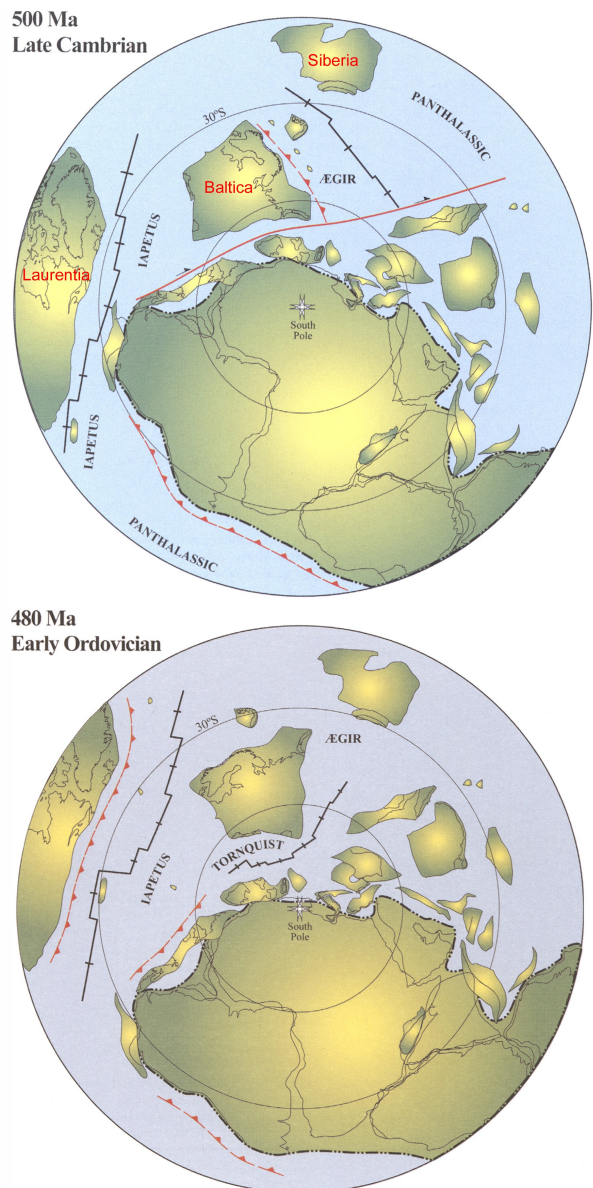 500 Ma
Late Cambrian
Siberia
PANTHALASSIC
30°S
ÆGIR
Baltica
IAPETUS
Laurentia
South
Pole
IAPETUS
PANTHALASSIC
480 Ma
Early Ordovician
30°S
ÆGIR
TORNQUIST
IAPETUS
South
Pole